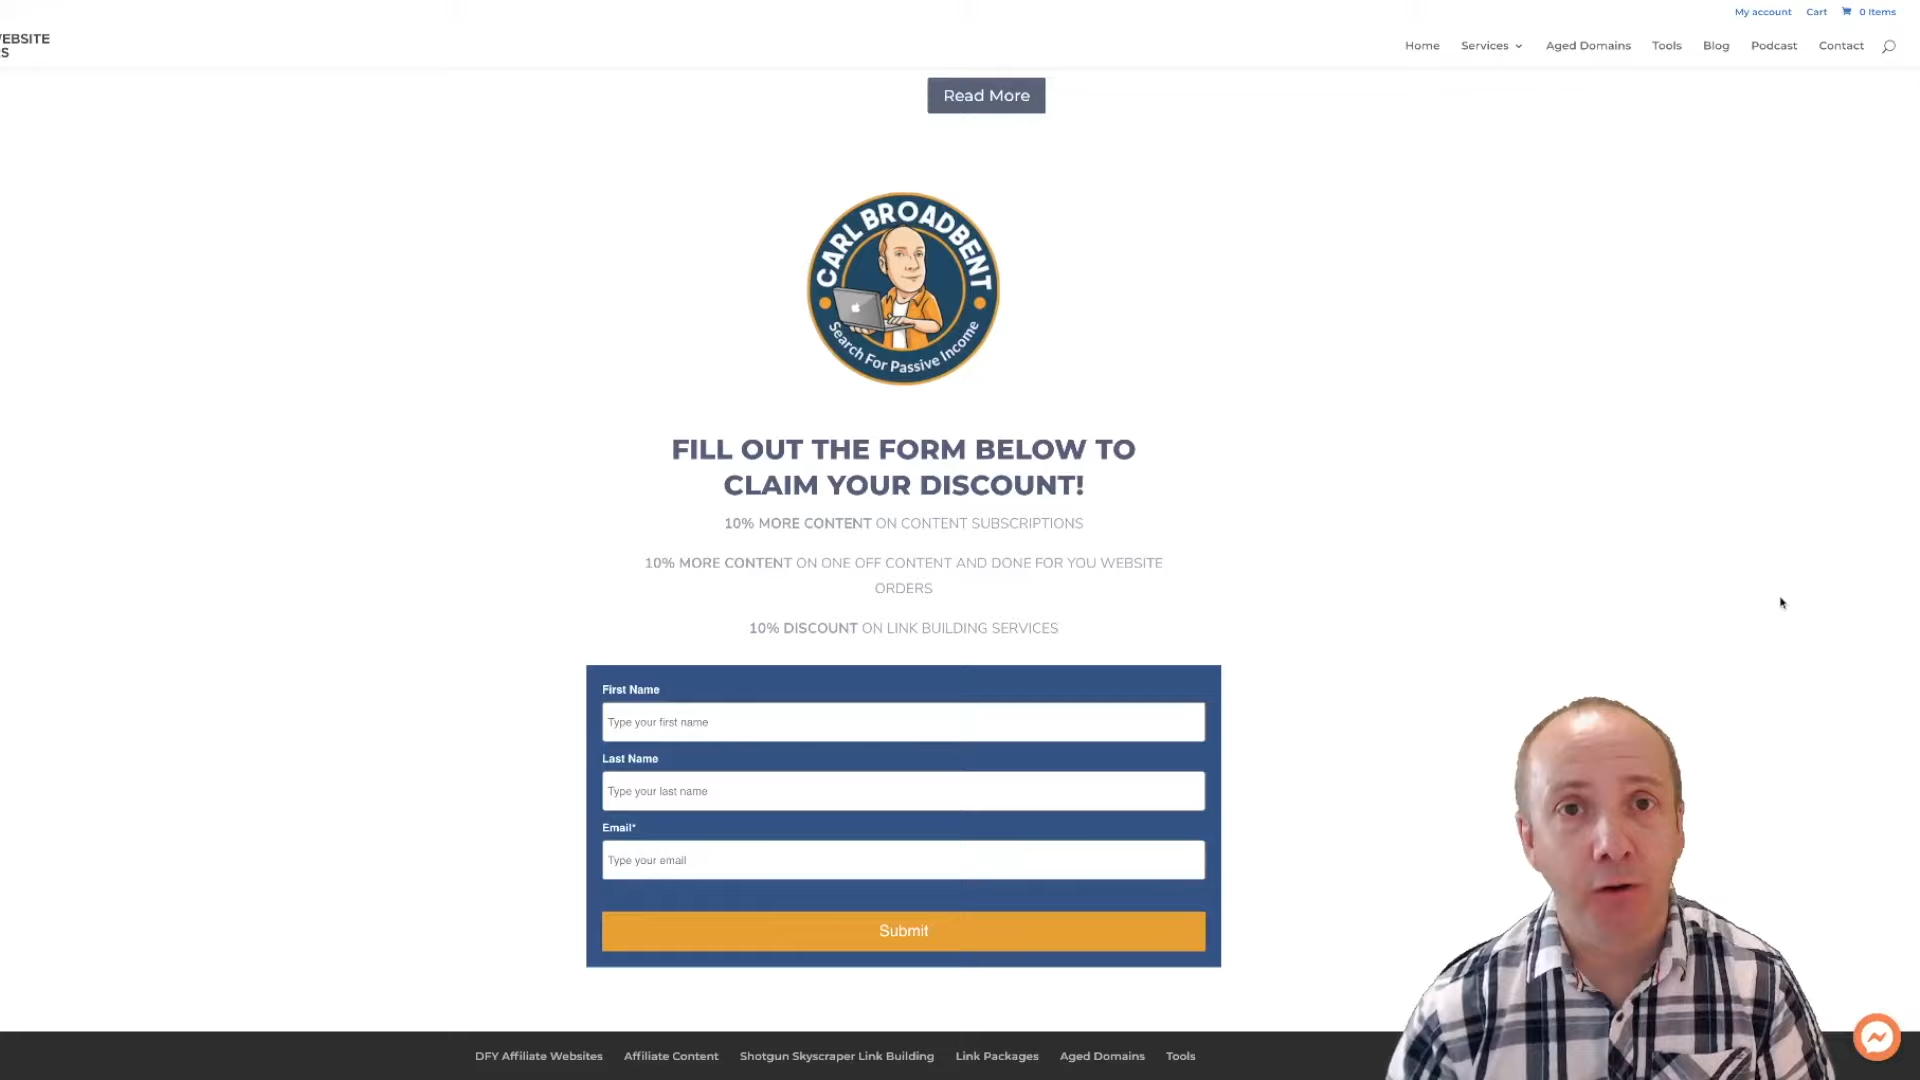 My account Cart 0 Items
EBSITE
S
Home Services Aged Domains Tools Blog Podcast Contact
Read More
CARL BROADBENT
Search For Passive Income
FILL OUT THE FORM BELOW TO
CLAIM YOUR DISCOUNT!
10% MORE CONTENT ON CONTENT SUBSCRIPTIONS
10% MORE CONTENT ON ONE OFF CONTENT AND DONE FOR YOU WEBSITE
ORDERS
10% DISCOUNT ON LINK BUILDING SERVICES
First Name
Type your first name
Last Name
Type your last name
Email*
Type your email
Submit
DFY Affiliate Websites Affiliate Content Shotgun Skyscraper Link Building Link Packages Aged Domains Tools